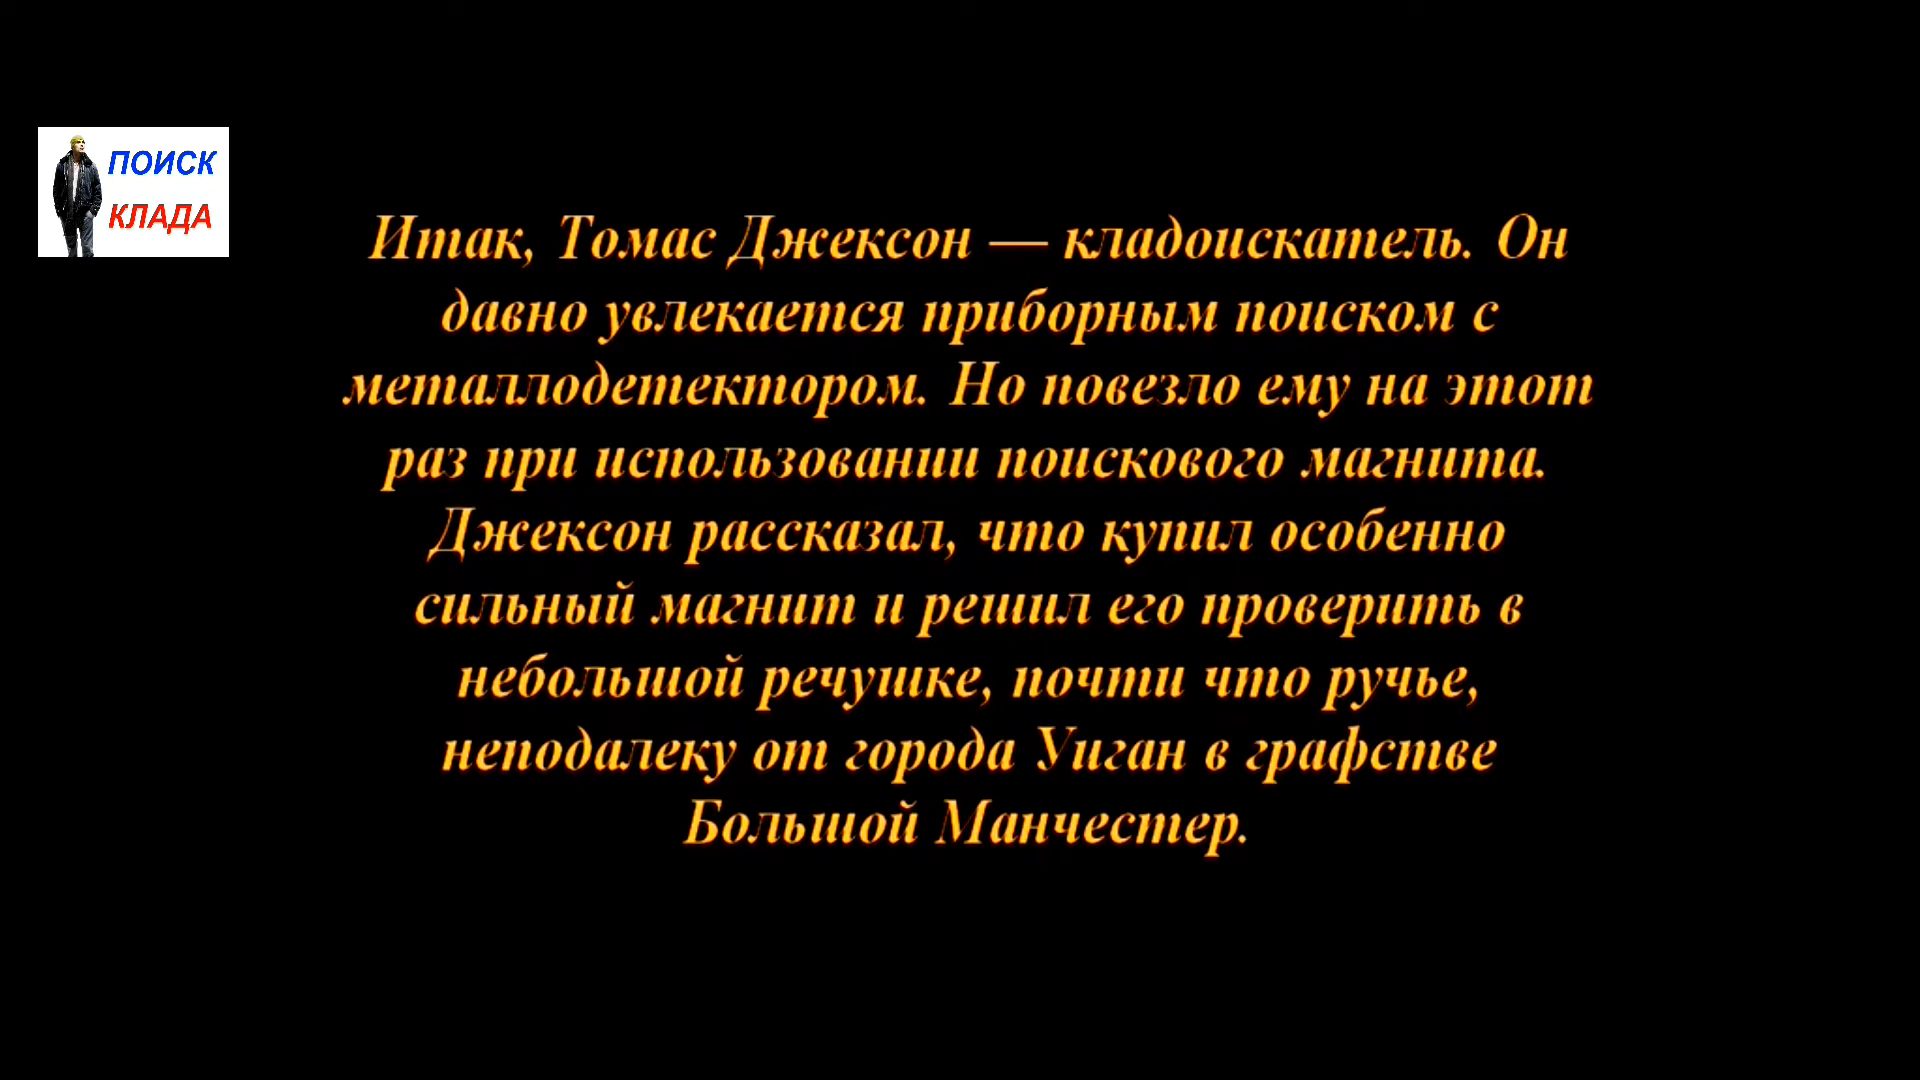 ПОИСК
КЛАДА
Итак, Томас Джексон — кладоискатель. Он
давно увлекается приборным поиском с
металлодетектором. Но повезло ему на этот
раз при использовании поискового магнита.
Джексон рассказал, что купил особенно
сильный магнит и решил его проверить в
небольшой речушке, почти что ручье,
неподалеку от города Уиган в графстве
Большой Манчестер.